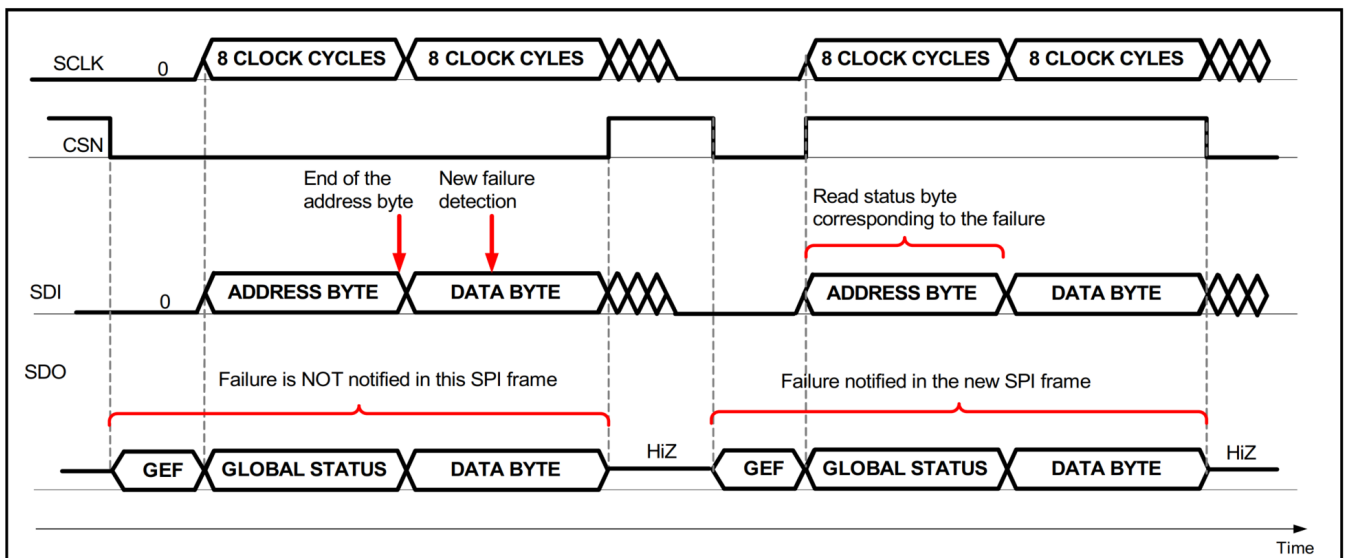 SCLK
0
8 CLOCK CYCLES
8 CLOCK CYLES
8 CLOCK CYCLES
8 CLOCK CYLES
CSN
End of the
address byte
New failure
detection
Read status byte
corresponding to the failure
SDI
0
ADDRESS BYTE
DATA BYTE
ADDRESS BYTE
DATA BYTE
SDO
Failure is NOT notified in this SPI frame
Failure notified in the new SPI frame
GEF
GLOBAL STATUS
DATA BYTE
HiZ
GEF
GLOBAL STATUS
DATA BYTE
HiZ
Time